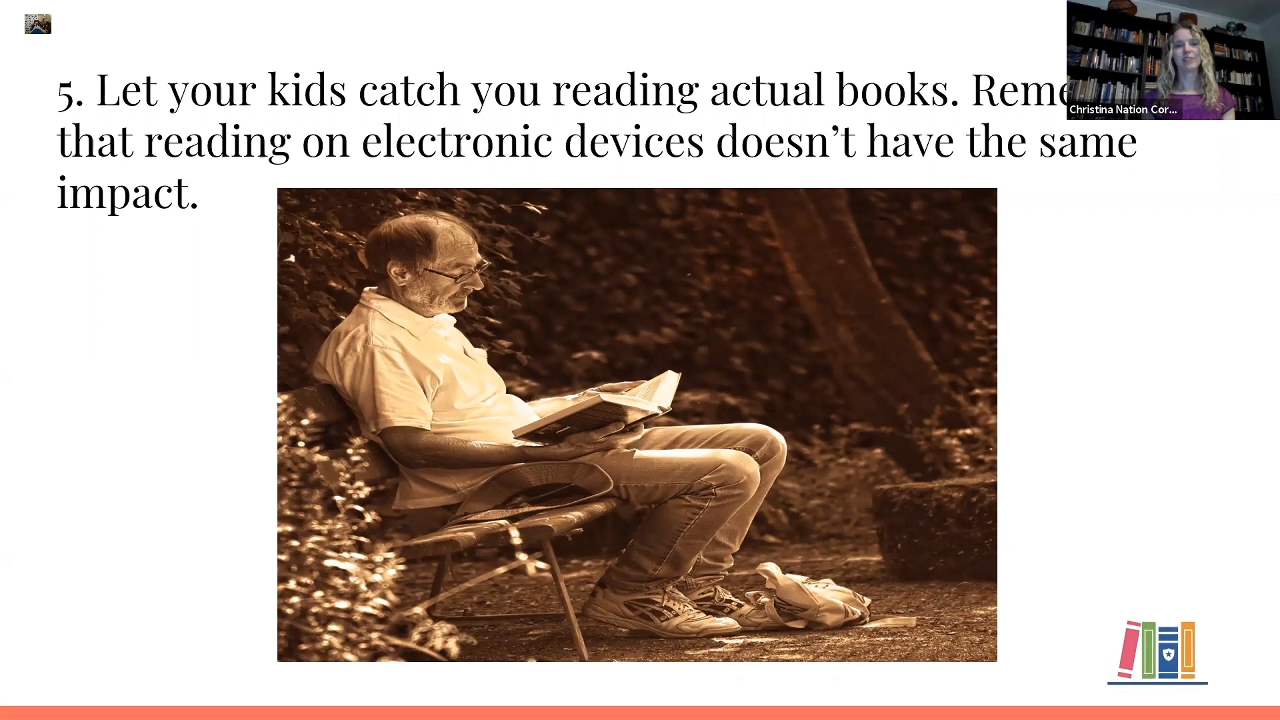 5. Let your kids catch you reading actual books.
that reading on electronic devices doesn’t have the same
impact.
Christina Nation Cor...